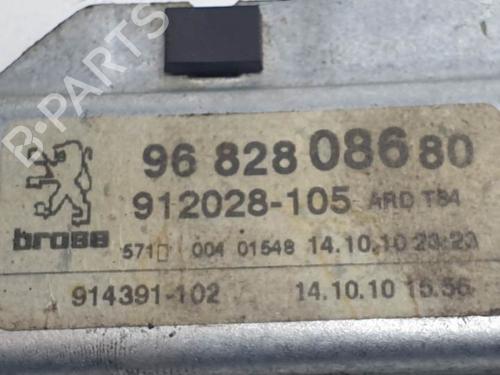 96 828 086 80
912028-105 ARD T84
brose
571 004 01548 14.10.10 23:23
914391-102 14.10.10 15:56
B-PARTS